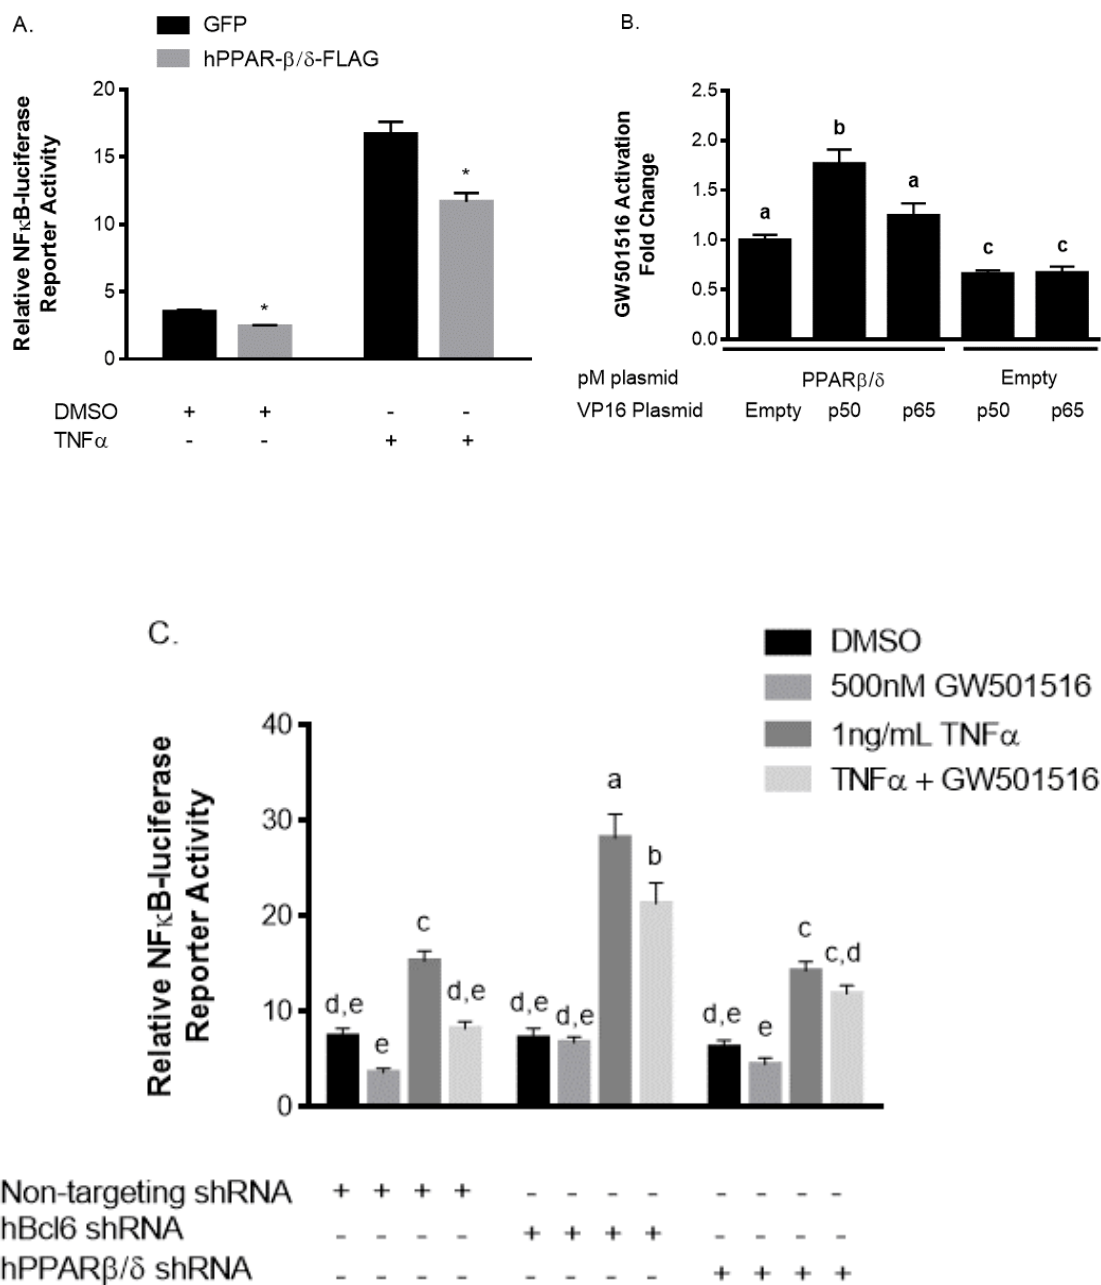 A.
GFP
hPPAR-β/δ-FLAG
Relative NFκB-luciferase
Reporter Activity
20
15
10
5
0
*
*
DMSO + + - -
TNFα - - + +
B.
GW501516 Activation
Fold Change
2.5
2.0
1.5
1.0
0.5
0.0
a b a c c
pM plasmid PPARβ/δ Empty
VP16 Plasmid Empty p50 p65 p50 p65
C.
DMSO
500nM GW501516
1ng/mL TNFα
TNFα + GW501516
Relative NFκB-luciferase
Reporter Activity
40
30
20
10
0
d,e e c d,e d,e d,e a b d,e e c c,d
Non-targeting shRNA + + + + - - - - - - - -
hBcl6 shRNA - - - - + + + + - - - -
hPPARβ/δ shRNA - - - - - - - - + + + +